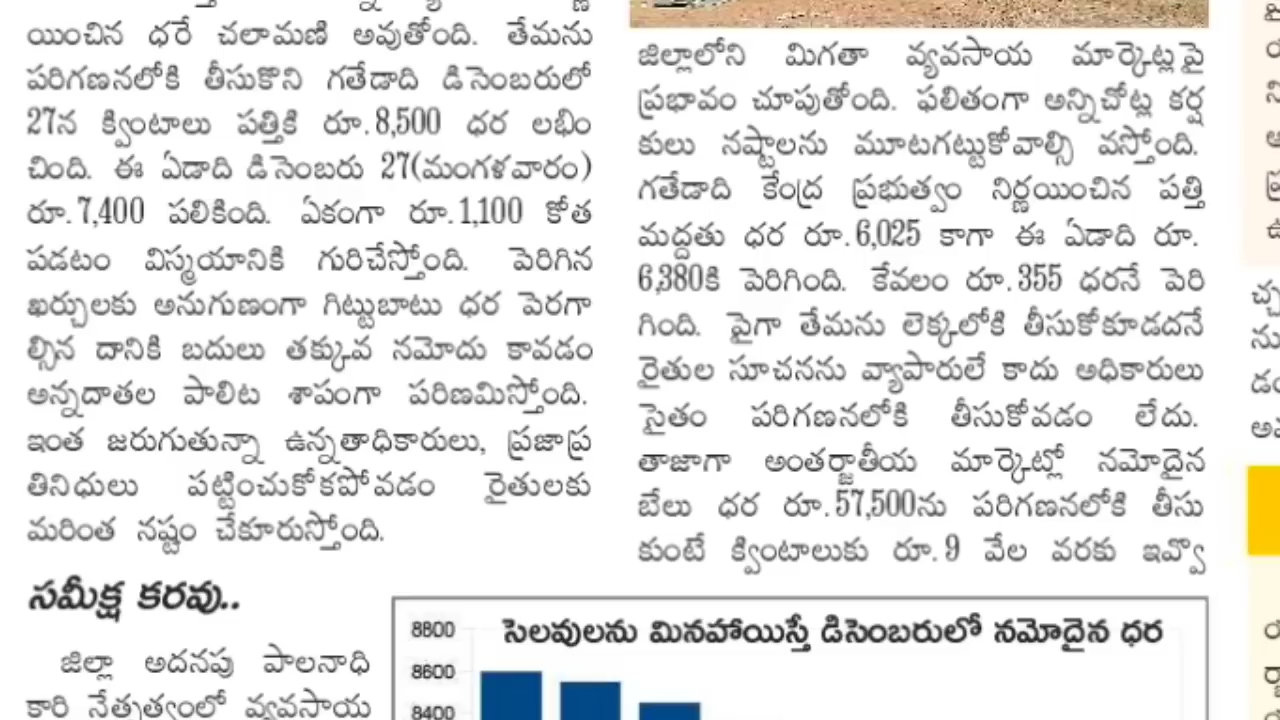 యించిన ధరే చలామణి అవుతోంది. తేమను
పరిగణనలోకి తీసుకొని గతేడాది డిసెంబరులో
27న క్వింటాలు పత్తికి రూ.8,500 ధర లభిం
చింది. ఈ ఏడాది డిసెంబరు 27(మంగళవారం)
రూ.7,400 పలికింది. ఏకంగా రూ.1,100 కోత
పడటం విస్మయానికి గురిచేస్తోంది. పెరిగిన
ఖర్చులకు అనుగుణంగా గిట్టుబాటు ధర పెరగా
ల్సిన దానికి బదులు తక్కువ నమోదు కావడం
అన్నదాతల పాలిట శాపంగా పరిణమిస్తోంది.
ఇంత జరుగుతున్నా ఉన్నతాధికారులు, ప్రజాప్ర
తినిధులు పట్టించుకోకపోవడం రైతులకు
మరింత నష్టం చేకూరుస్తోంది.
సమీక్ష కరవు..
జిల్లా అదనపు పాలనాధి
కారి నేతృత్వంలో వ్యవసాయ
జిల్లాలోని మిగతా వ్యవసాయ మార్కెట్లపై
ప్రభావం చూపుతోంది. ఫలితంగా అన్నిచోట్ల కర్ష
కులు నష్టాలను మూటగట్టుకోవాల్సి వస్తోంది.
గతేడాది కేంద్ర ప్రభుత్వం నిర్ణయించిన పత్తి
మద్దతు ధర రూ.6,025 కాగా ఈ ఏడాది రూ.
6,380కి పెరిగింది. కేవలం రూ.355 ధరనే పెరి
గింది. పైగా తేమను లెక్కలోకి తీసుకోకూడదనే
రైతుల సూచనను వ్యాపారులే కాదు అధికారులు
సైతం పరిగణనలోకి తీసుకోవడం లేదు.
తాజాగా అంతర్జాతీయ మార్కెట్లో నమోదైన
బేలు ధర రూ.57,500ను పరిగణనలోకి తీసు
కుంటే క్వింటాలుకు రూ.9 వేల వరకు ఇవ్వొ
సెలవులను మినహాయిస్తే డిసెంబరులో నమోదైన ధర
8800
8600
8400